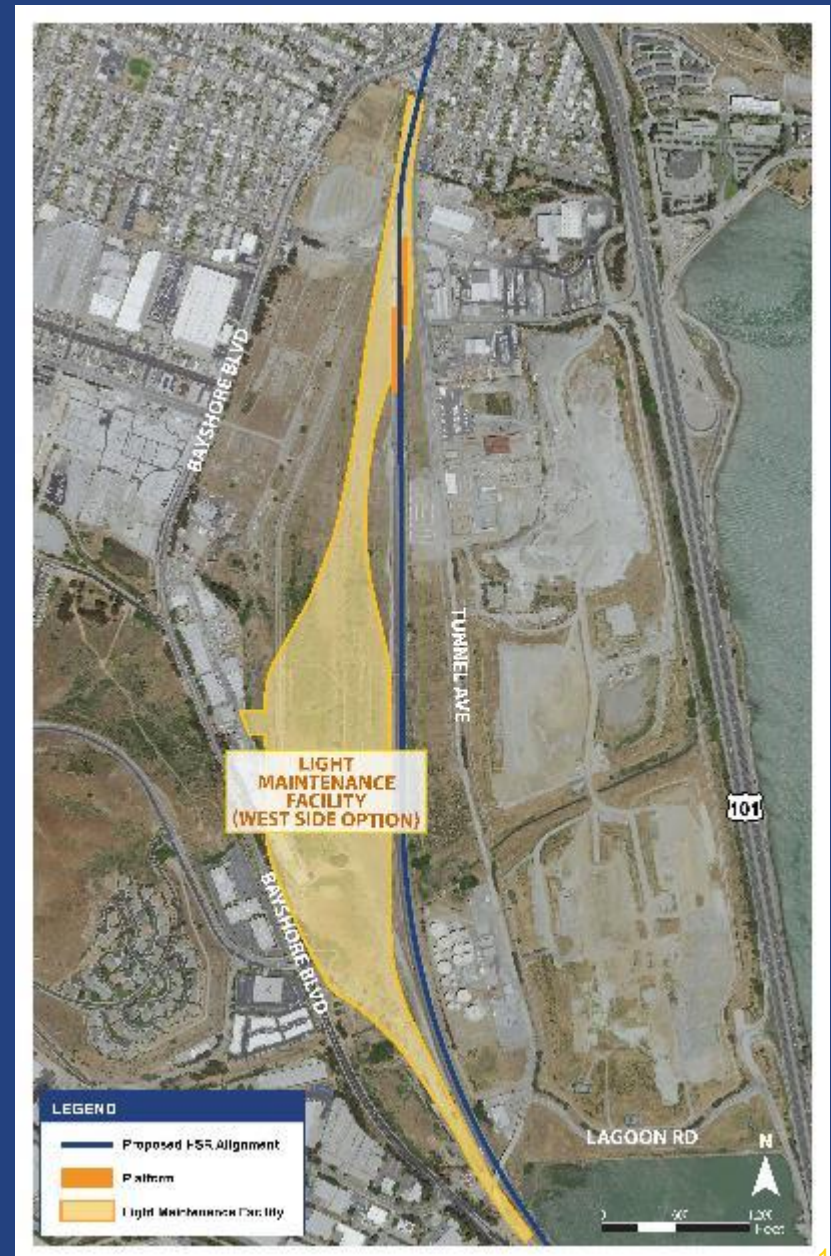 BAYSHORE BLVD
TUNNEL AVE
LIGHT
MAINTENANCE
FACILITY
(WEST SIDE OPTION)
101
BAYSHORE BLVD
LEGEND
Proposed HSR Alignment
Platform
Light Maintenance Facility
LAGOON RD
N
0
Feet